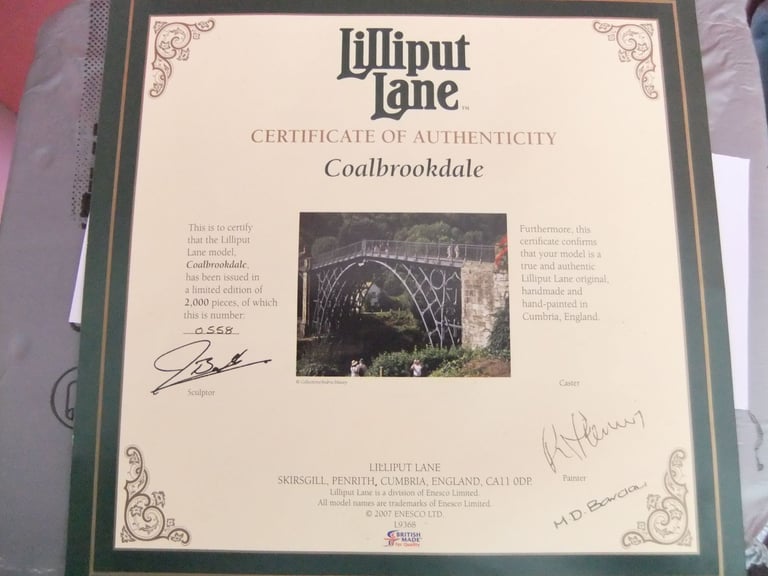 Lilliput
Lane™
CERTIFICATE OF AUTHENTICITY
Coalbrookdale
This is to certify
that the Lilliput
Lane model,
Coalbrookdale,
has been issued in
a limited edition of
2,000 pieces, of which
this is number:
0558
Sculptor
Furthermore, this
certificate confirms
that your model is a
true and authentic
Lilliput Lane original,
handmade and
hand-painted in
Cumbria, England.
Caster
Painter
M.D.
LILLIPUT LANE
SKIRSGILL, PENRITH, CUMBRIA, ENGLAND, CA11 0DP.
Lilliput Lane is a division of Enesco Limited.
All model names are trademarks of Enesco Limited.
© 2007 ENESCO LTD.
L9368
BRITISH
MADE
For Quality